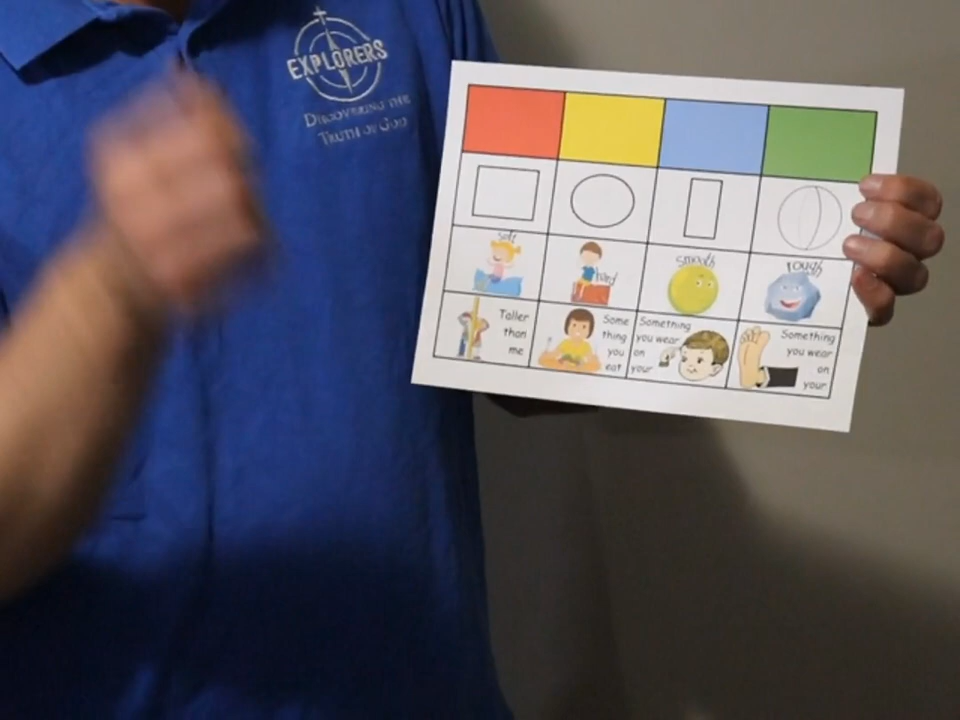 EXPLORERS
DISCOVERING THE
TRUTH OF GOD
soft
hard
smooth
rough
Taller
than
me
Some
thing
you
eat
Something
you wear
on
your
Something
you wear
on
your